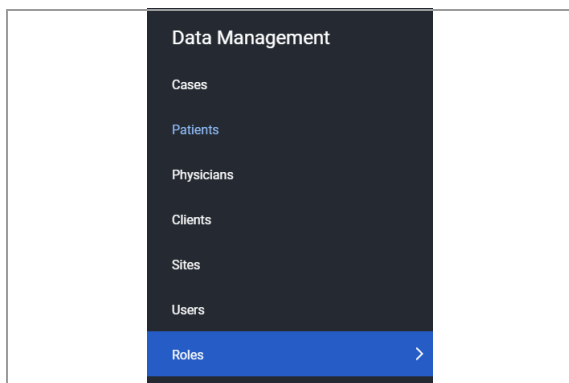 Data Management
Cases
Patients
Physicians
Clients
Sites
Users
Roles